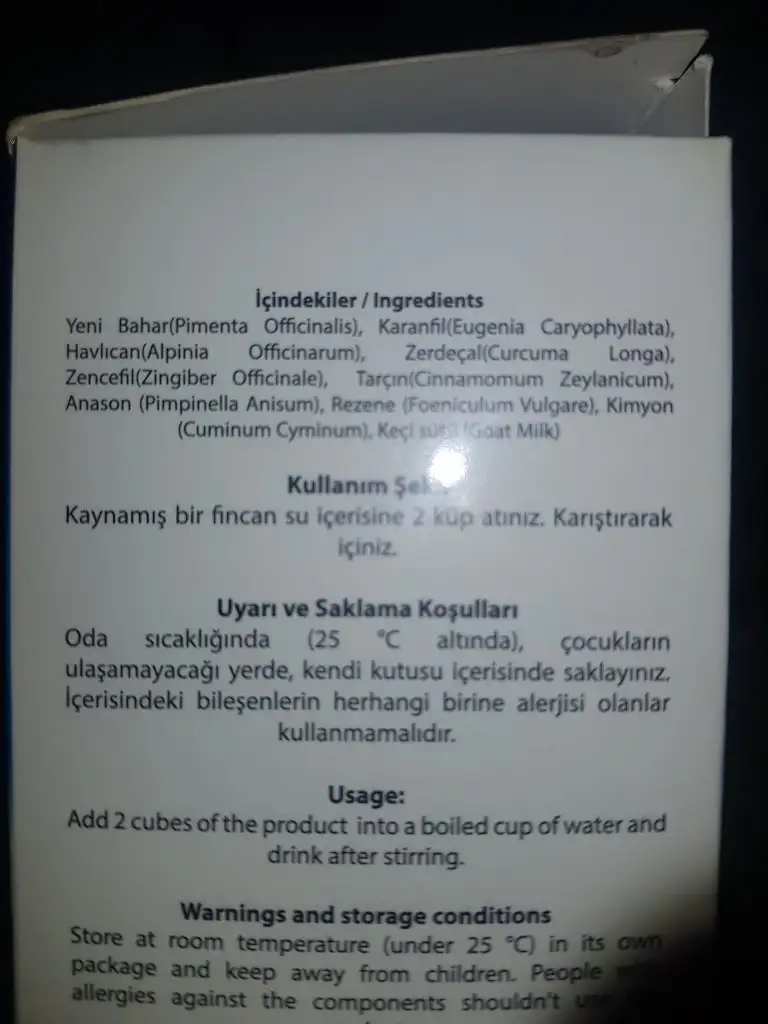 İçindekiler / Ingredients
Yeni Bahar(Pimenta Officinalis), Karanfil(Eugenia Caryophyllata),
Havlıcan(Alpinia Officinarum), Zerdeçal(Curcuma Longa),
Zencefil(Zingiber Officinale), Tarçın(Cinnamomum Zeylanicum),
Anason (Pimpinella Anisum), Rezene (Foeniculum Vulgare), Kimyon
(Cuminum Cyminum), Keçi (Goat Milk)
Kullanım
Kaynamış bir fincan su içerisine 2 küp atınız. Karıştırarak
içiniz.
Uyarı ve Saklama Koşulları
Oda sıcaklığında (25 °C altında), çocukların
ulaşamayacağı yerde, kendi kutusu içerisinde saklayınız.
İçerisindeki bileşenlerin herhangi birine alerjisi olanlar
kullanmamalıdır.
Usage:
Add 2 cubes of the product into a boiled cup of water and
drink after stirring.
Warnings and storage conditions
Store at room temperature (under 25 °C) in its own
package and keep away from children. People
allergies against the components shouldn't